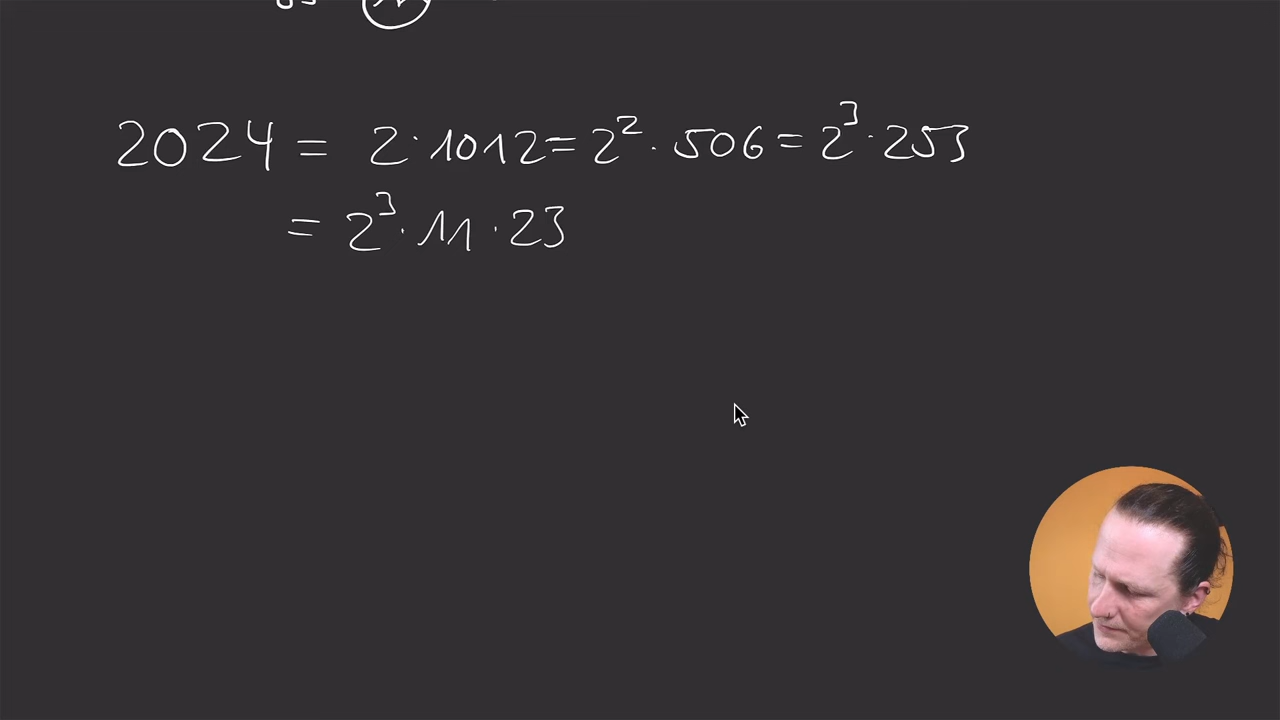 2024 = 2·1012 = 2²·506 = 2³·253
= 2³·11·23